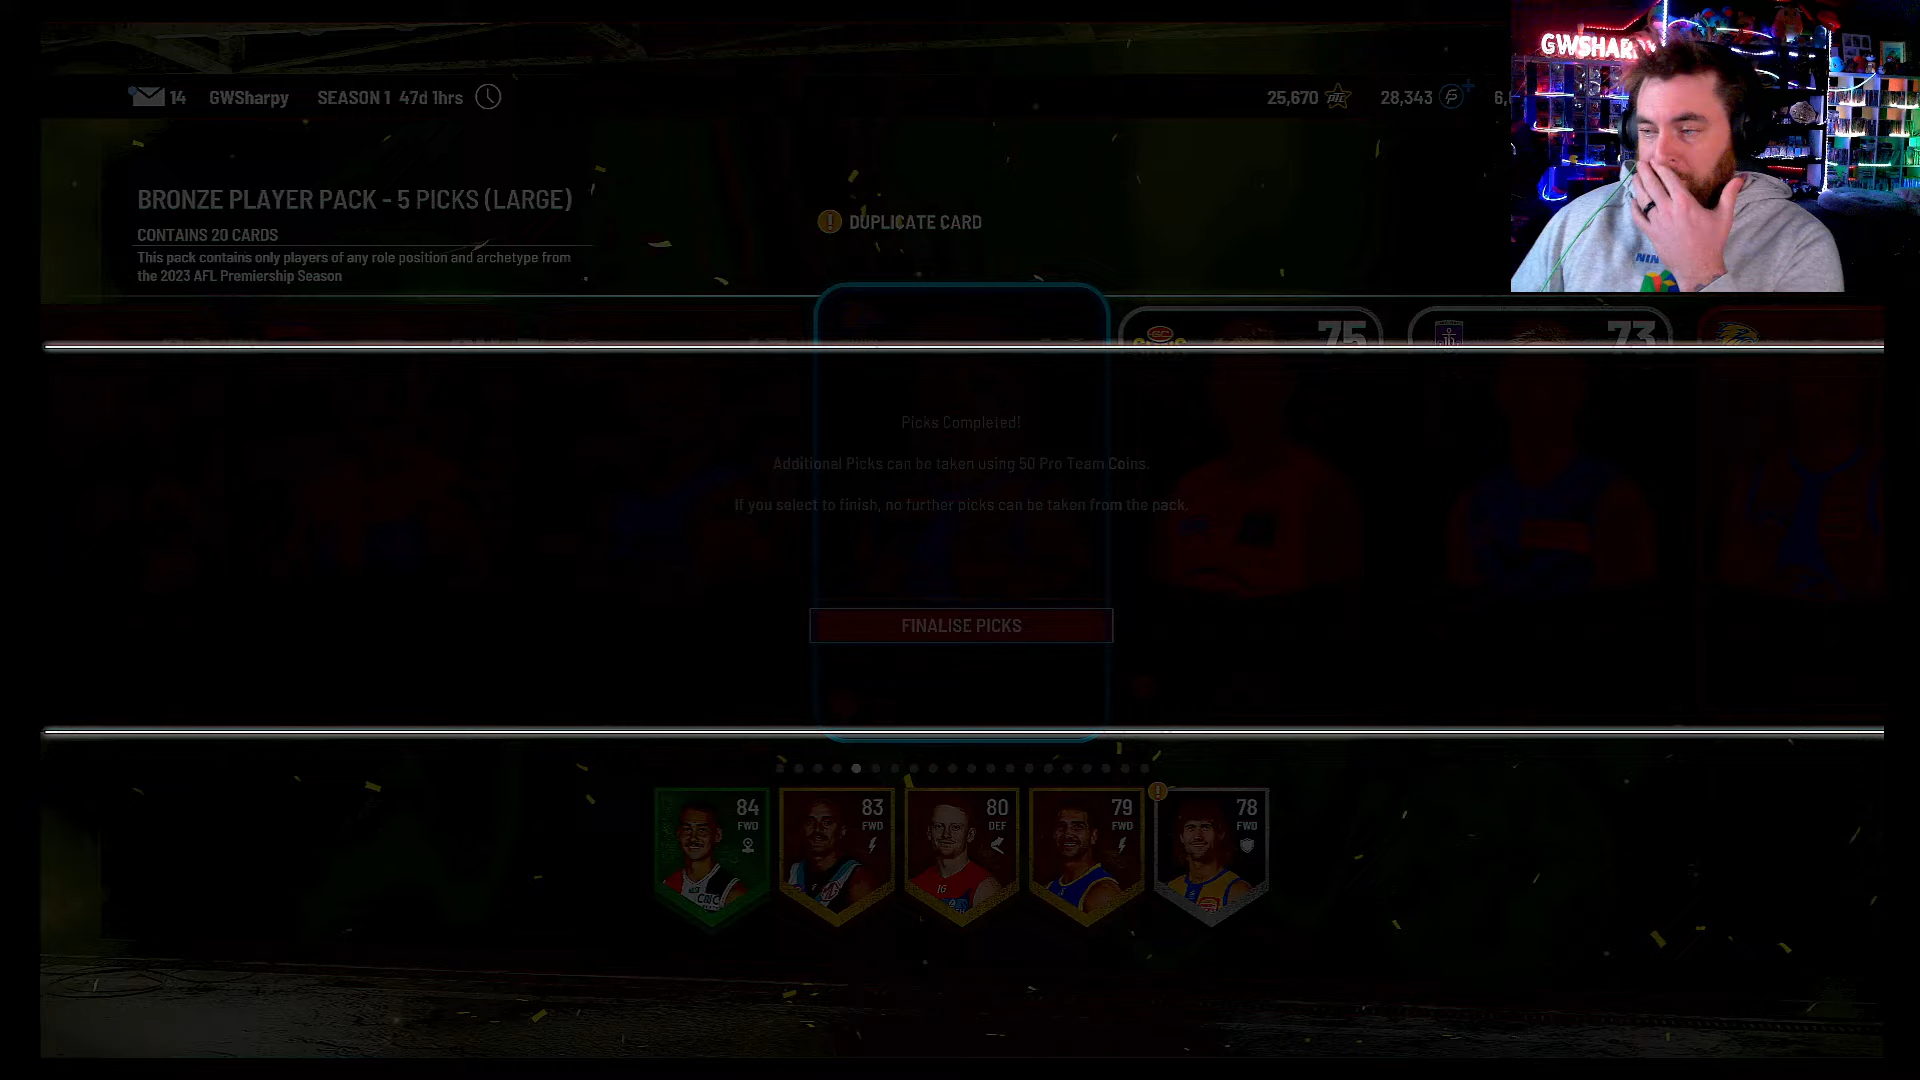 GWSHARPY
14 GWSharpy SEASON 1 47d 1hrs
25,670 PTC 28,343
BRONZE PLAYER PACK - 5 PICKS (LARGE)
CONTAINS 20 CARDS
This pack contains only players of any role position and archetype from
the 2023 AFL Premiership Season
! DUPLICATE CARD
75 73
Picks Completed!
Additional Picks can be taken using 50 Pro Team Coins.
If you select to finish, no further picks can be taken from the pack.
FINALISE PICKS
84 FWD
83 FWD
80 DEF
79 FWD
78 FWD